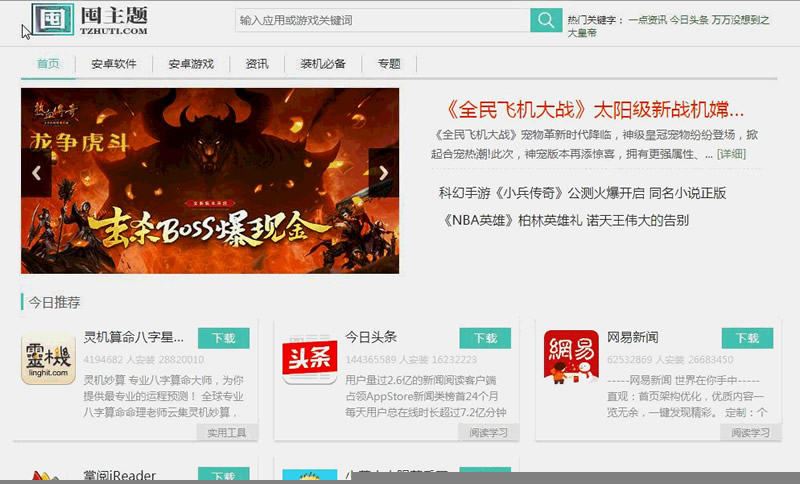 囤
囤主题
TZHUTI.COM
输入应用或游戏关键词
热门关键字： 一点资讯 今日头条 万万没想到之
大皇帝
首页
安卓软件
安卓游戏
资讯
装机必备
专题
热血传奇
龙争虎斗
击杀BOSS爆现金
《全民飞机大战》太阳级新战机嫦...
《全民飞机大战》宠物革新时代降临，神级皇冠宠物纷纷登场，掀
起合宠热潮!此次，神宠版本再添惊喜，拥有更强属性、... [详细]
科幻手游《小兵传奇》公测火爆开启 同名小说正版
《NBA英雄》柏林英雄礼 诺天王伟大的告别
今日推荐
靈機
linghit.com
灵机算命八字星...
下载
4194682 人安装 28820010
灵机妙算 专业八字算命大师，为你
提供最专业的运程预测！ 全球专业
八字算命命理老师云集灵机妙算，
实用工具
头条
今日头条
下载
144365589 人安装 16232223
用户量过2.6亿的新闻阅读客户端
占领AppStore新闻类榜首24个月
每天用户总在线时长超过7.2亿分钟
阅读学习
網易
网易新闻
下载
62532869 人安装 26683450
-----网易新闻 世界在你手中-----
直观：首页架构优化，优质内容一
览无余，一键发现精彩。 定制：个
阅读学习
掌阅iReader
下载
下载